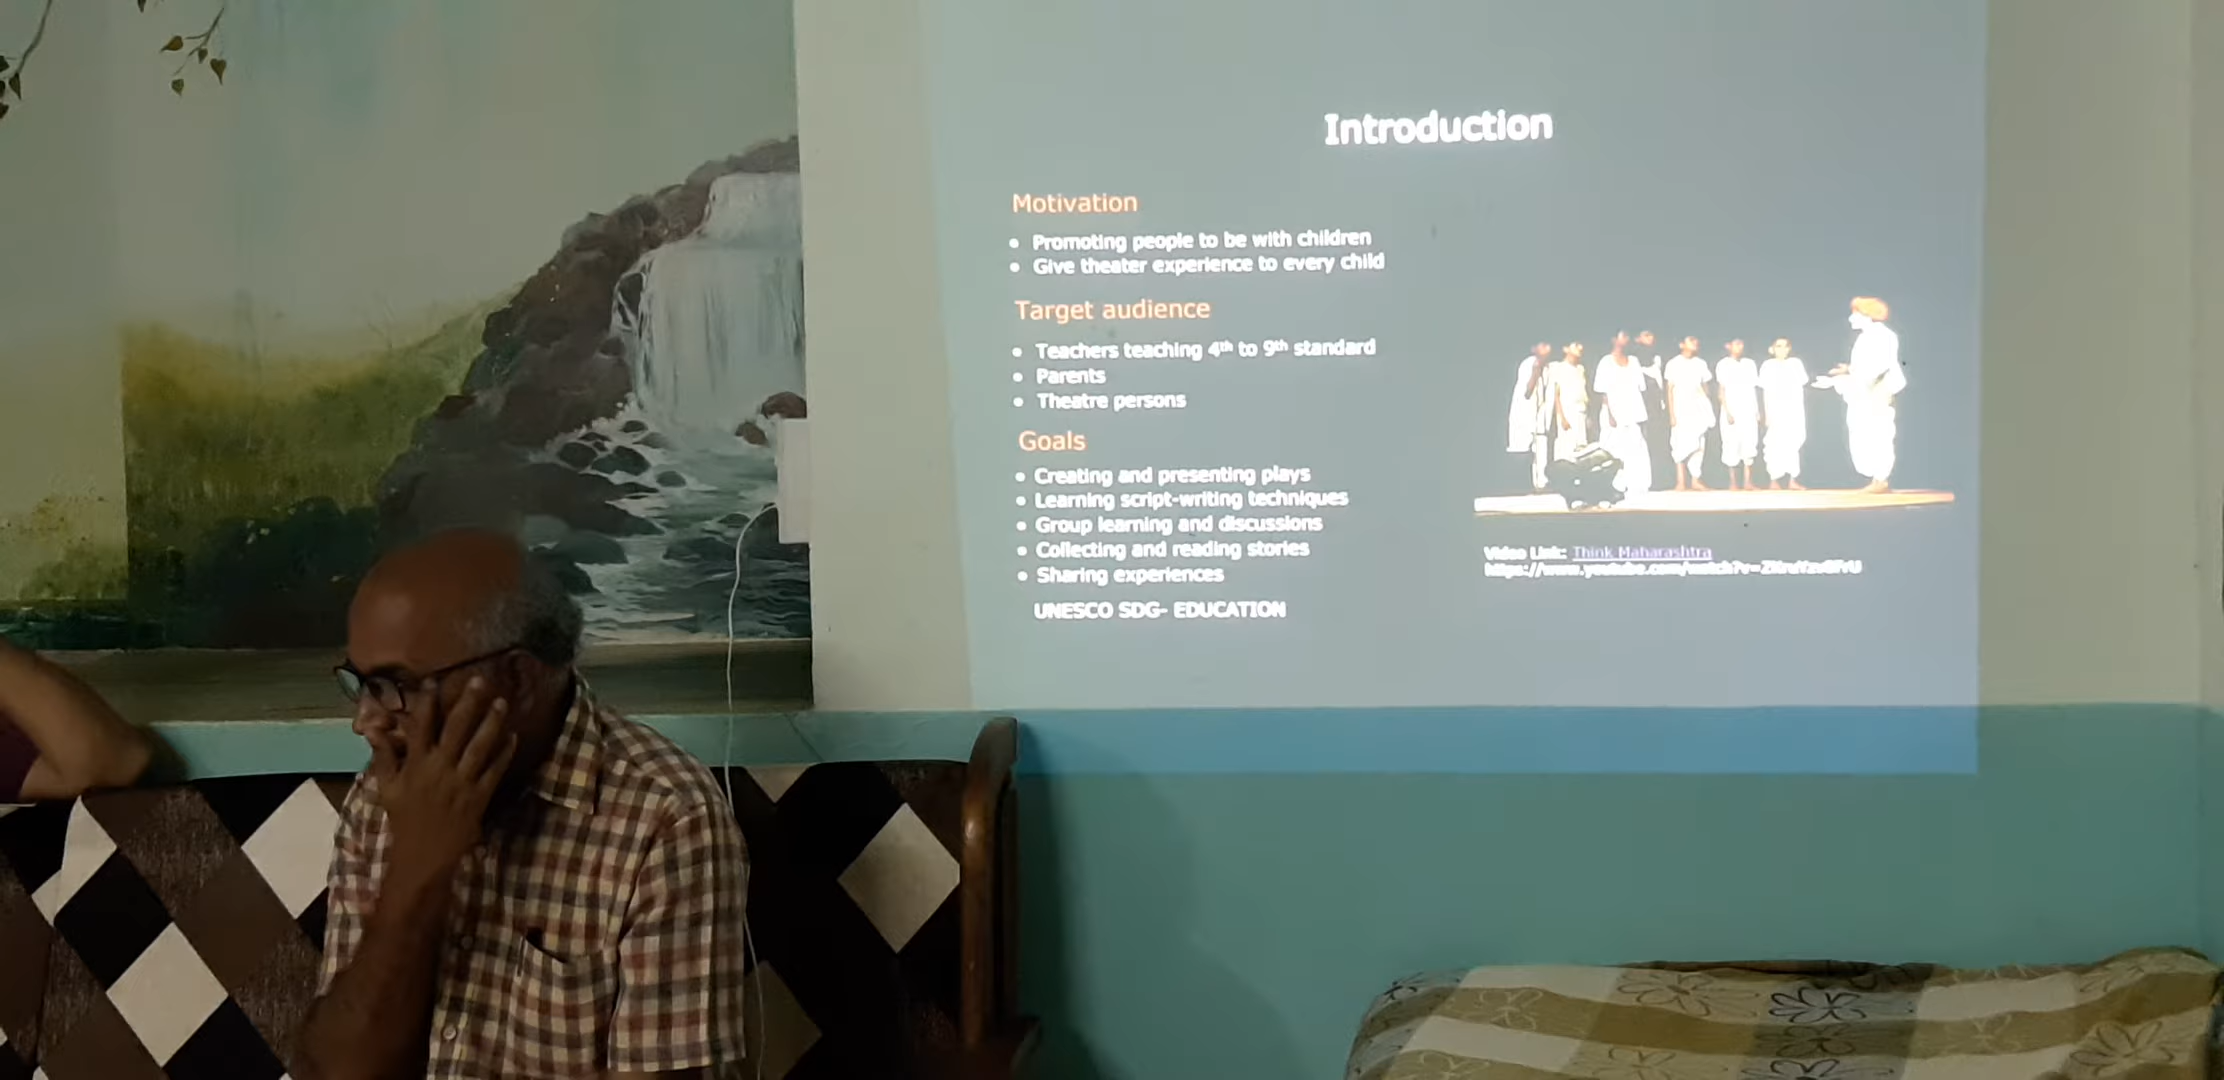 Introduction
Motivation
• Promoting people to be with children
• Give theater experience to every child
Target audience
• Teachers teaching 4th to 9th standard
• Parents
• Theatre persons
Goals
• Creating and presenting plays
• Learning script-writing techniques
• Group learning and discussions
• Collecting and reading stories
• Sharing experiences
UNESCO SDG- EDUCATION
Video Link: Think Maharashtra